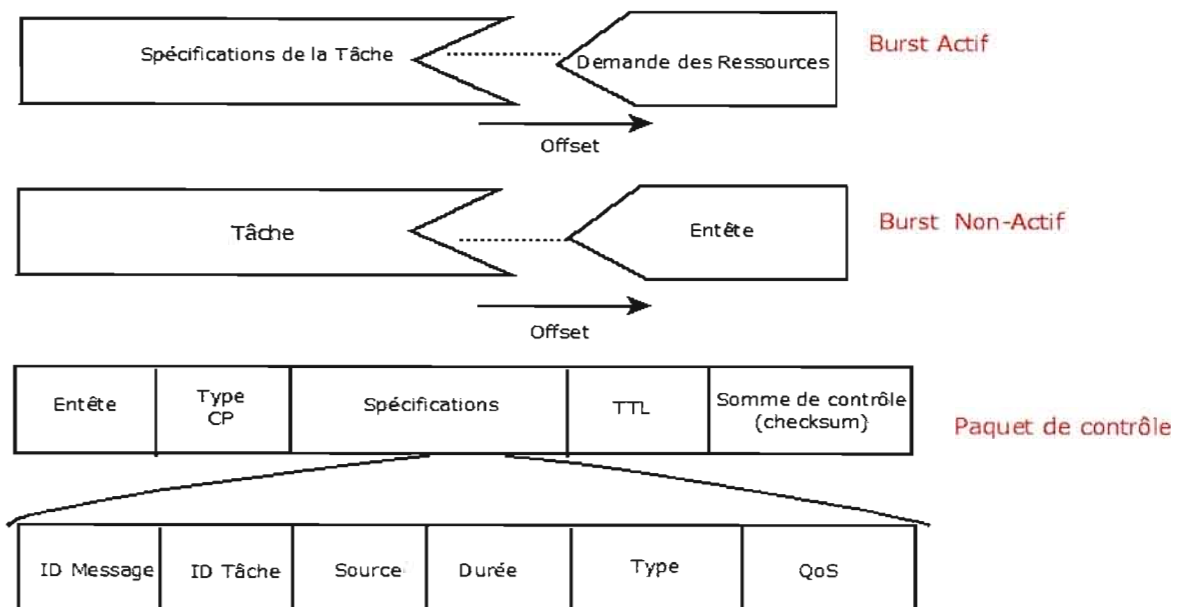 Spécifications de la Tâche
Demande des Ressources
Burst Actif
Offset
Tâche
Entête
Burst Non-Actif
Offset
Entête
Type
CP
Spécifications
TTL
Somme de contrôle
(checksum)
Paquet de contrôle
ID Message
ID Tâche
Source
Durée
Type
QoS